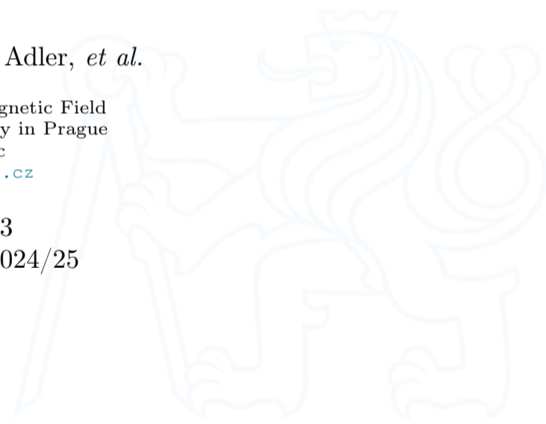 Adler, et al.
gnetic Field
y in Prague
c
.cz
3
024/25